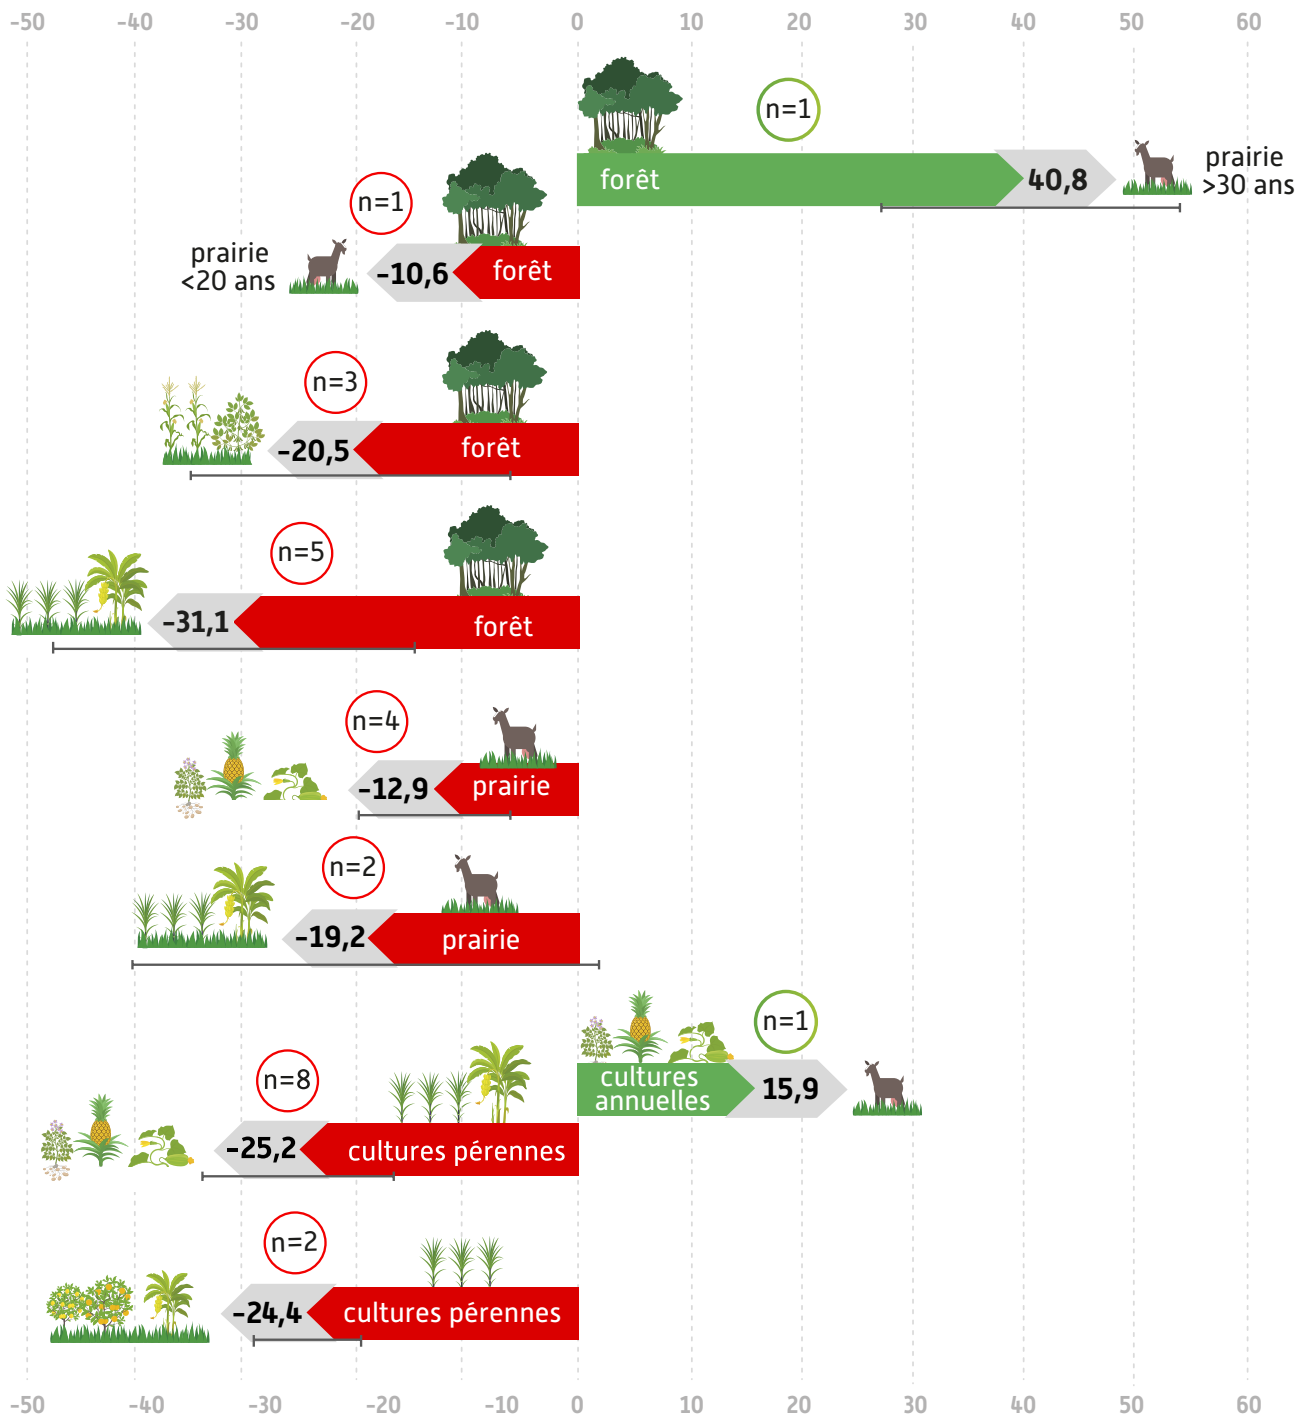 -50 -40 -30 -20 -10 0 10 20 30 40 50 60
n=1
forêt
40,8
prairie
>30 ans
n=1
prairie
<20 ans
-10,6
forêt
n=3
-20,5
forêt
n=5
-31,1
forêt
n=4
-12,9
prairie
n=2
-19,2
prairie
n=1
cultures
annuelles
15,9
n=8
-25,2
cultures pérennes
n=2
-24,4
cultures pérennes
-50 -40 -30 -20 -10 0 10 20 30 40 50 60